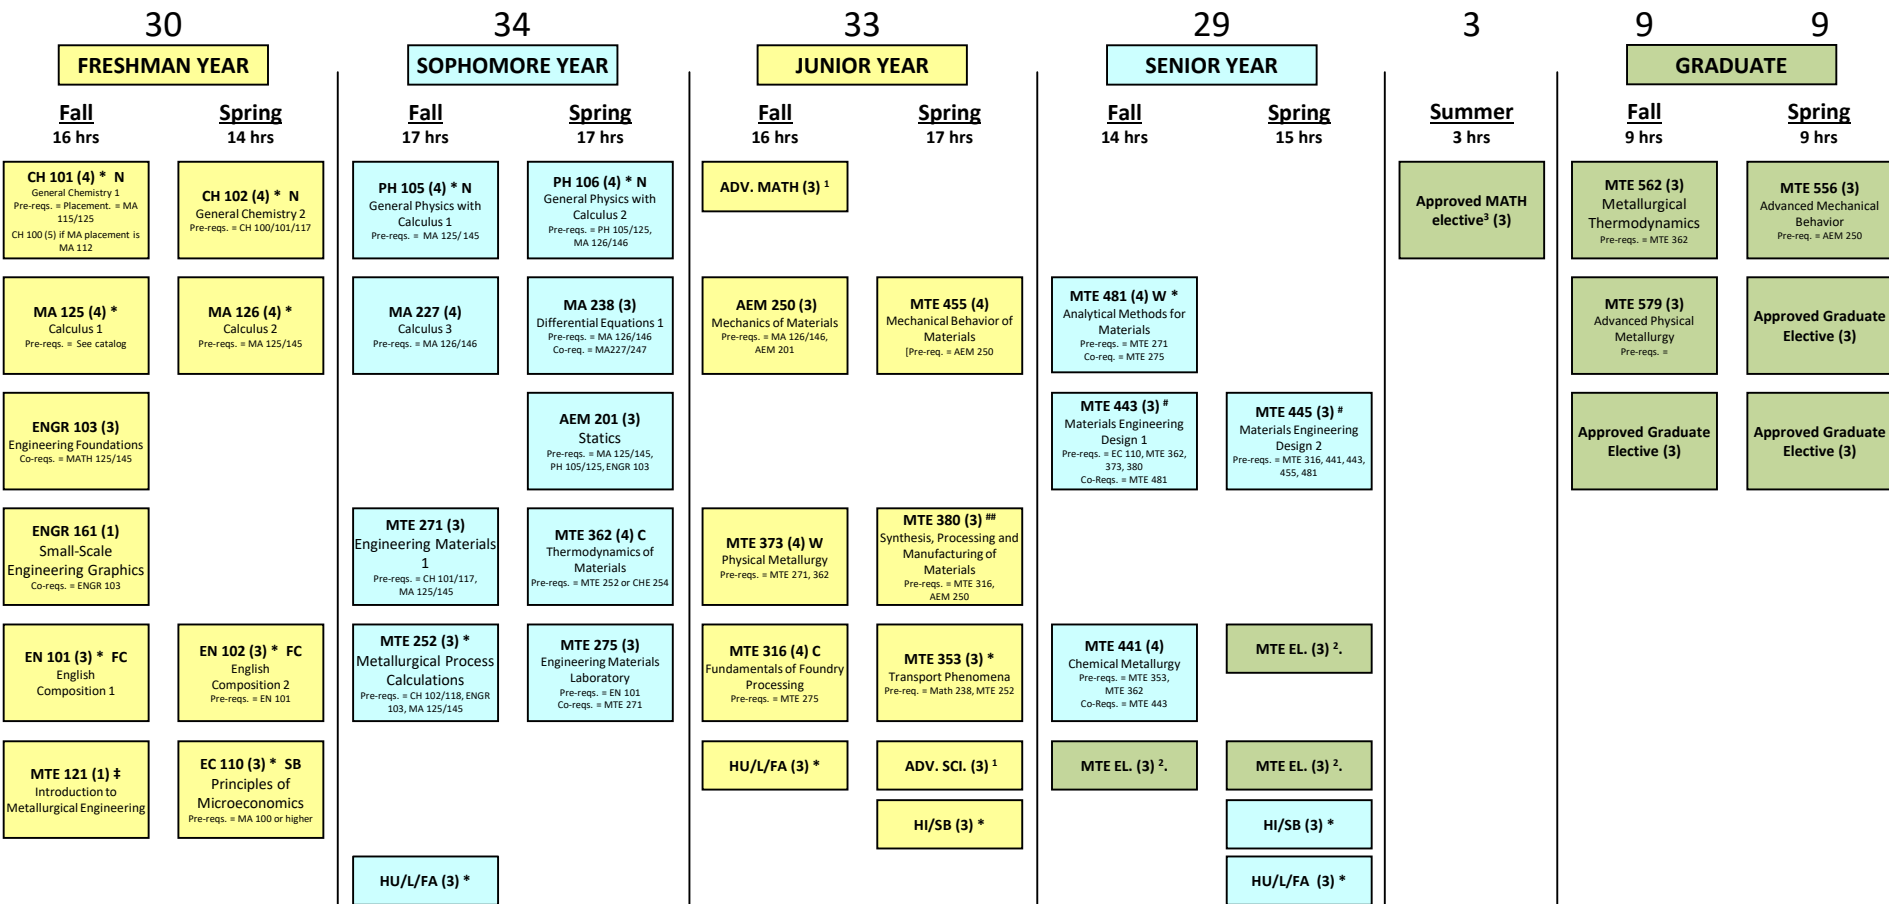 30
34
33
29
3
9
9
FRESHMAN YEAR
SOPHOMORE YEAR
JUNIOR YEAR
SENIOR YEAR
GRADUATE
Fall
16 hrs
Spring
14 hrs
Fall
17 hrs
Spring
17 hrs
Fall
16 hrs
Spring
17 hrs
Fall
14 hrs
Spring
15 hrs
Summer
3 hrs
Fall
9 hrs
Spring
9 hrs
CH 101 (4) * N
General Chemistry 1
Pre-reqs. = Placement. = MA
115/125
CH 100 (5) if MA placement is
MA 112
CH 102 (4) * N
General Chemistry 2
Pre-reqs. = CH 100/101/117
PH 105 (4) * N
General Physics with
Calculus 1
Pre-reqs. = MA 125/145
PH 106 (4) * N
General Physics with
Calculus 2
Pre-reqs. = PH 105/125,
MA 126/146
ADV. MATH (3) ¹
Approved MATH
elective³ (3)
MTE 562 (3)
Metallurgical
Thermodynamics
Pre-reqs. = MTE 362
MTE 556 (3)
Advanced Mechanical
Behavior
Pre-req. = AEM 250
MA 125 (4) *
Calculus 1
Pre-reqs. = See catalog
MA 126 (4) *
Calculus 2
Pre-reqs. = MA 125/145
MA 227 (4)
Calculus 3
Pre-reqs. = MA 126/146
MA 238 (3)
Differential Equations 1
Pre-reqs. = MA 126/146
Co-req. = MA227/247
AEM 250 (3)
Mechanics of Materials
Pre-reqs. = MA 126/146,
AEM 201
MTE 455 (4)
Mechanical Behavior of
Materials
[Pre-req. = AEM 250
MTE 481 (4) W *
Analytical Methods for
Materials
Pre-reqs. = MTE 271
Co-req. = MTE 275
MTE 579 (3)
Advanced Physical
Metallurgy
Pre-reqs. =
Approved Graduate
Elective (3)
ENGR 103 (3)
Engineering Foundations
Co-reqs. = MATH 125/145
AEM 201 (3)
Statics
Pre-reqs. = MA 125/145,
PH 105/125, ENGR 103
MTE 443 (3) #
Materials Engineering
Design 1
Pre-reqs. = EC 110, MTE 362,
373, 380
Co-Reqs. = MTE 481
MTE 445 (3) #
Materials Engineering
Design 2
Pre-reqs. = MTE 316, 441, 443,
455, 481
Approved Graduate
Elective (3)
Approved Graduate
Elective (3)
ENGR 161 (1)
Small-Scale
Engineering Graphics
Co-reqs. = ENGR 103
MTE 271 (3)
Engineering Materials
1
Pre-reqs. = CH 101/117,
MA 125/145
MTE 362 (4) C
Thermodynamics of
Materials
Pre-reqs. = MTE 252 or CHE 254
MTE 373 (4) W
Physical Metallurgy
Pre-reqs. = MTE 271, 362
MTE 380 (3) ##
Synthesis, Processing and
Manufacturing of
Materials
Pre-reqs. = MTE 316,
AEM 250
EN 101 (3) * FC
English
Composition 1
EN 102 (3) * FC
English
Composition 2
Pre-reqs. = EN 101
MTE 252 (3) *
Metallurgical Process
Calculations
Pre-reqs. = CH 102/118, ENGR
103, MA 125/145
MTE 275 (3)
Engineering Materials
Laboratory
Pre-reqs. = EN 101
Co-reqs. = MTE 271
MTE 316 (4) C
Fundamentals of Foundry
Processing
Pre-reqs. = MTE 275
MTE 353 (3) *
Transport Phenomena
Pre-req. = Math 238, MTE 252
MTE 441 (4)
Chemical Metallurgy
Pre-reqs. = MTE 353,
MTE 362
Co-Reqs. = MTE 443
MTE EL. (3) ².
MTE 121 (1) ‡
Introduction to
Metallurgical Engineering
EC 110 (3) * SB
Principles of
Microeconomics
Pre-reqs. = MA 100 or higher
HU/L/FA (3) *
ADV. SCI. (3) ¹
MTE EL. (3) ².
MTE EL. (3) ².
HI/SB (3) *
HI/SB (3) *
HU/L/FA (3) *
HU/L/FA (3) *